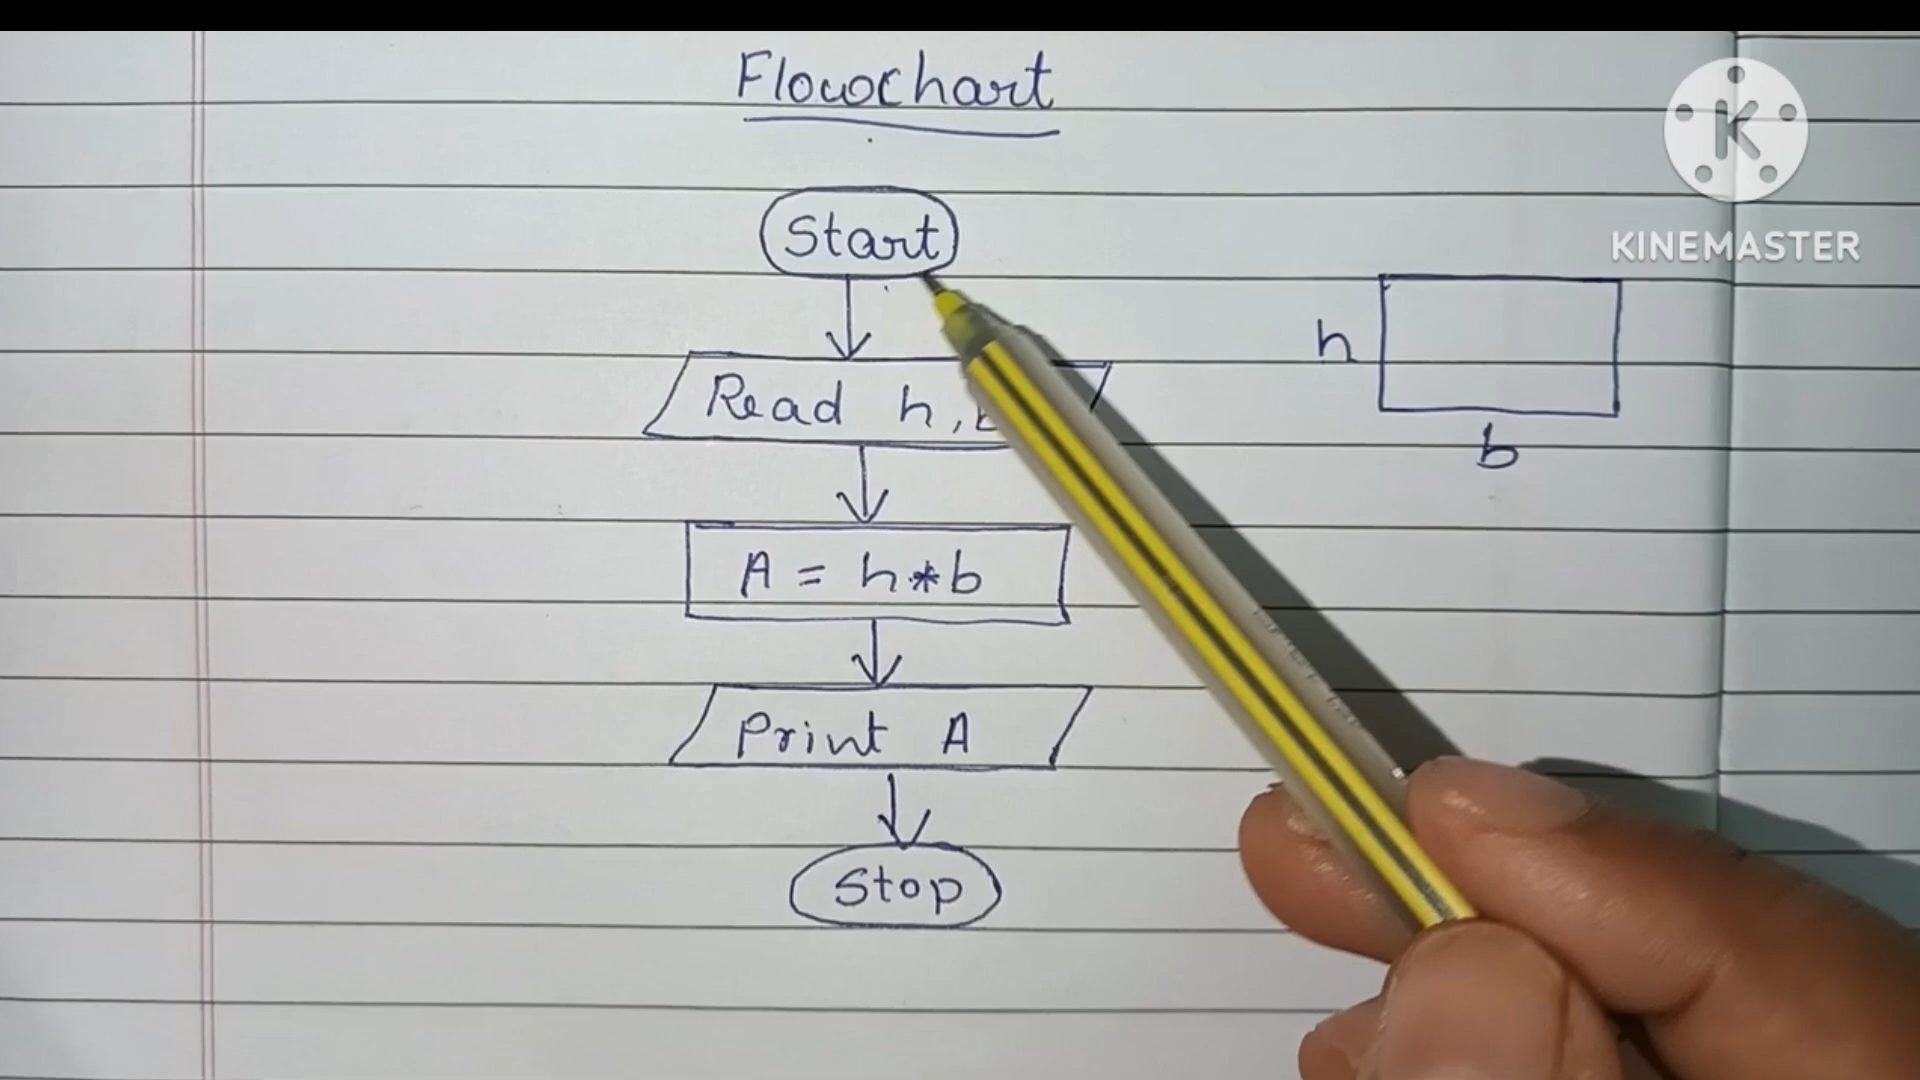 Flowchart
Start
Read h,
A = h*b
Print A
Stop
h
b
K
KINEMASTER